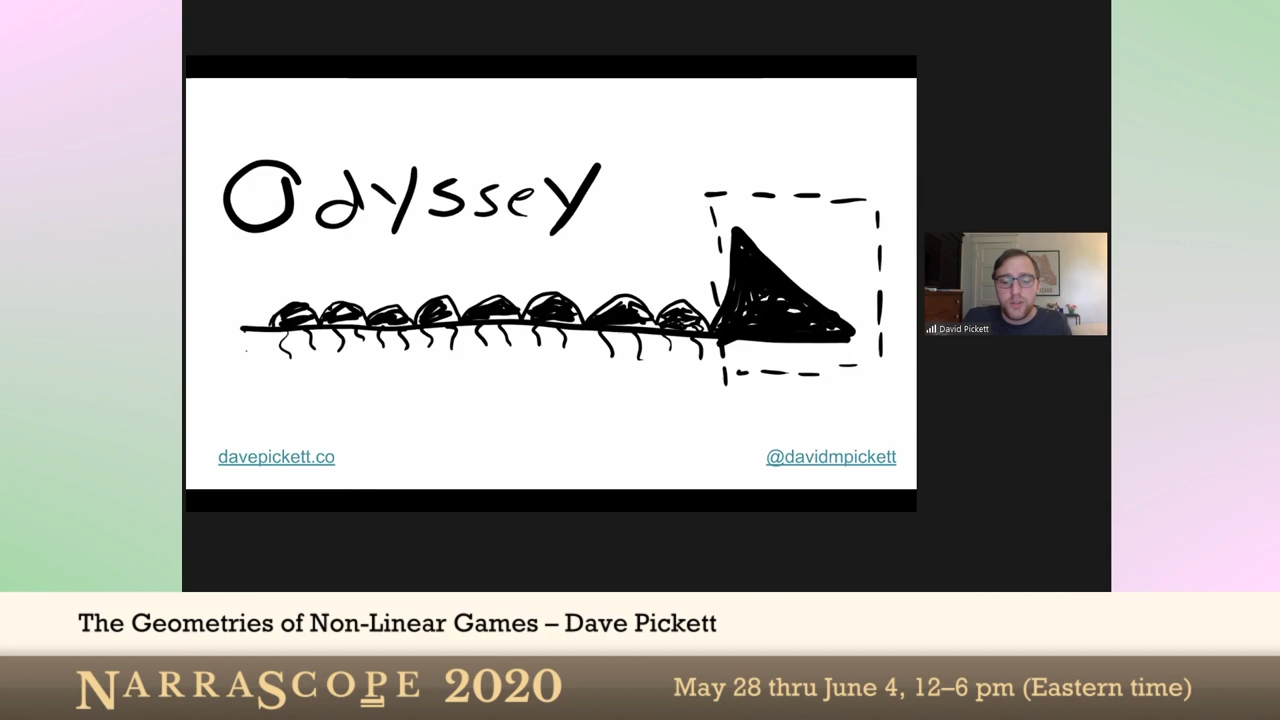 Odyssey
davepickett.co
@davidmpickett
David Pickett
The Geometries of Non-Linear Games – Dave Pickett
NARRASCOPE 2020
May 28 thru June 4, 12–6 pm (Eastern time)